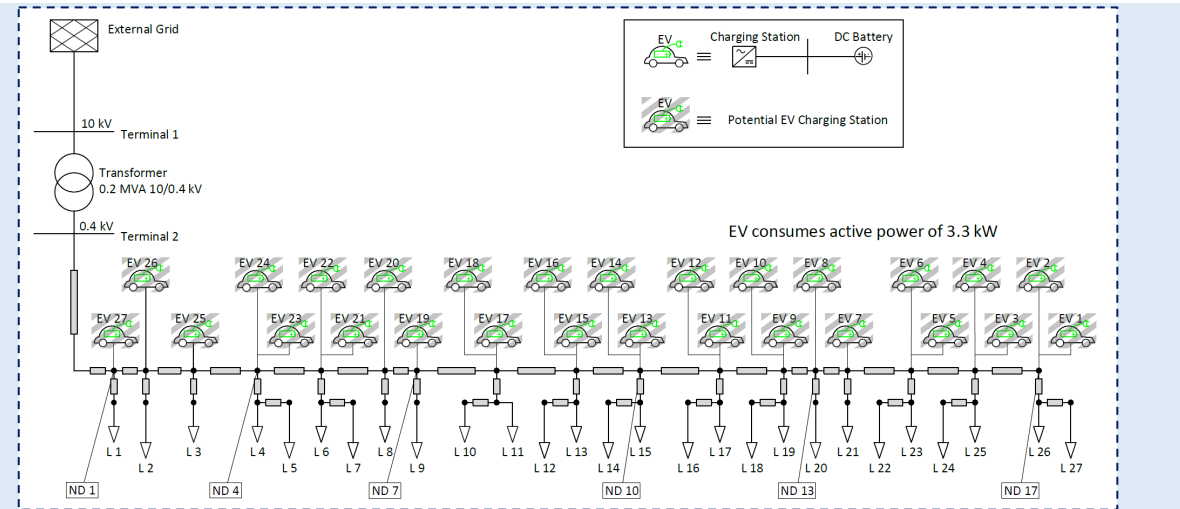 External Grid
EV
Charging Station
DC Battery
EV
Potential EV Charging Station
10 kV
Terminal 1
Transformer
0.2 MVA 10/0.4 kV
0.4 kV
Terminal 2
EV consumes active power of 3.3 kW
EV 26 EV 24 EV 22 EV 20 EV 18 EV 16 EV 14 EV 12 EV 10 EV 8 EV 6 EV 4 EV 2
EV 27 EV 25 EV 23 EV 21 EV 19 EV 17 EV 15 EV 13 EV 11 EV 9 EV 7 EV 5 EV 3 EV 1
L 1 L 3 L 4 L 6 L 8 L 10 L 11 L 13 L 15 L 17 L 19 L 21 L 23 L 25 L 26
L 2 L 5 L 7 L 9 L 12 L 14 L 16 L 18 L 20 L 22 L 24 L 27
ND 1 ND 4 ND 7 ND 10 ND 13 ND 17